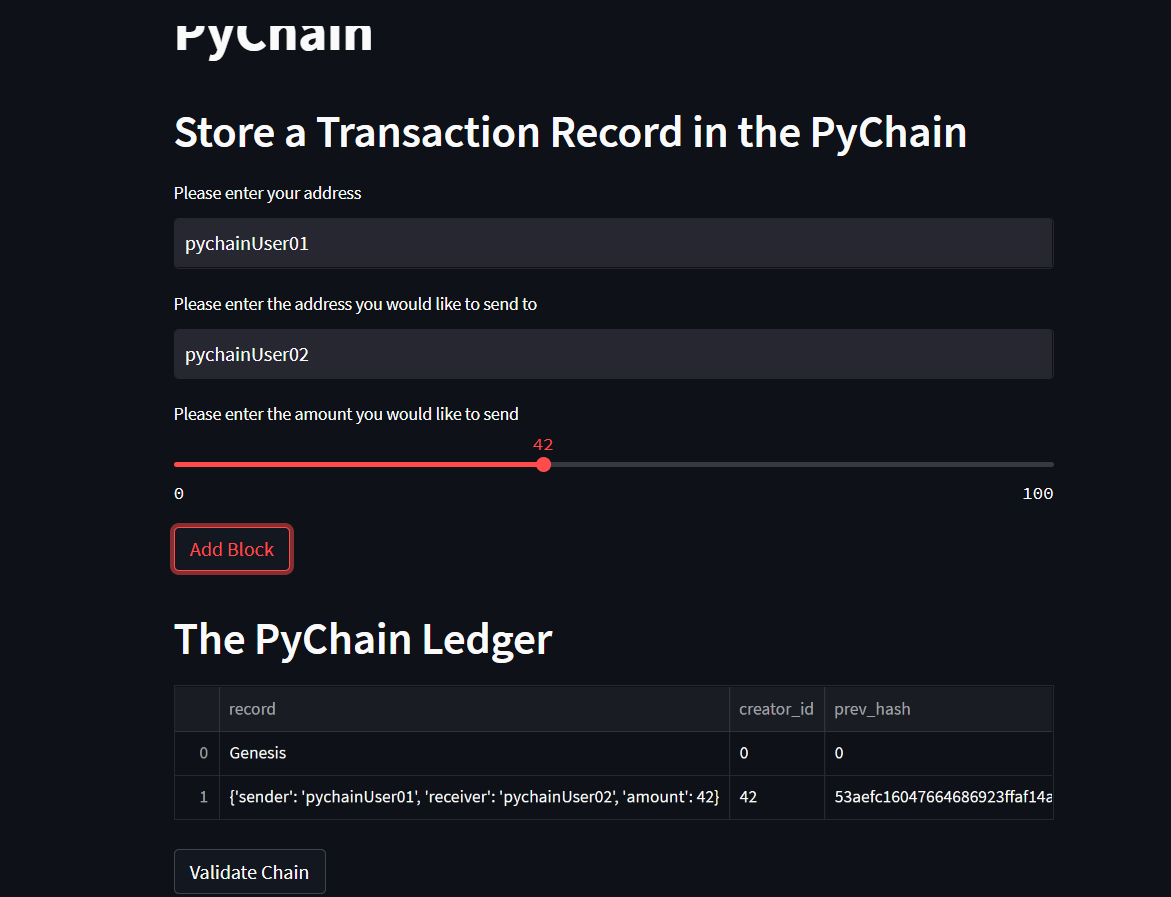 PyChain
Store a Transaction Record in the PyChain
Please enter your address
pychainUser01
Please enter the address you would like to send to
pychainUser02
Please enter the amount you would like to send
42
0 100
Add Block
The PyChain Ledger
record creator_id prev_hash
0 Genesis 0 0
1 {'sender': 'pychainUser01', 'receiver': 'pychainUser02', 'amount': 42} 42 53aefc16047664686923ffaf14a
Validate Chain